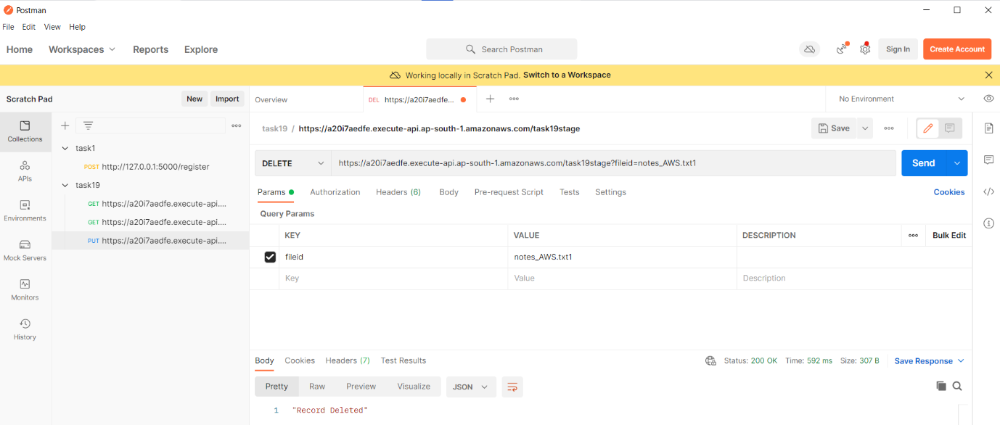 Postman
File Edit View Help
Home Workspaces Reports Explore Search Postman Sign In Create Account
Working locally in Scratch Pad. Switch to a Workspace
Scratch Pad New Import Overview DEL https://a20i7aedfe... No Environment
Collections
APIs
Environments
Mock Servers
Monitors
History
task1
POST http://127.0.0.1:5000/register
task19
GET https://a20i7aedfe.execute-api....
GET https://a20i7aedfe.execute-api....
PUT https://a20i7aedfe.execute-api....
task19 / https://a20i7aedfe.execute-api.ap-south-1.amazonaws.com/task19stage Save
DELETE https://a20i7aedfe.execute-api.ap-south-1.amazonaws.com/task19stage?fileid=notes_AWS.txt1 Send
Params Authorization Headers (6) Body Pre-request Script Tests Settings Cookies
Query Params
KEY VALUE DESCRIPTION Bulk Edit
fileid notes_AWS.txt1
Key Value Description
Body Cookies Headers (7) Test Results Status: 200 OK Time: 592 ms Size: 307 B Save Response
Pretty Raw Preview Visualize JSON
1 "Record Deleted"